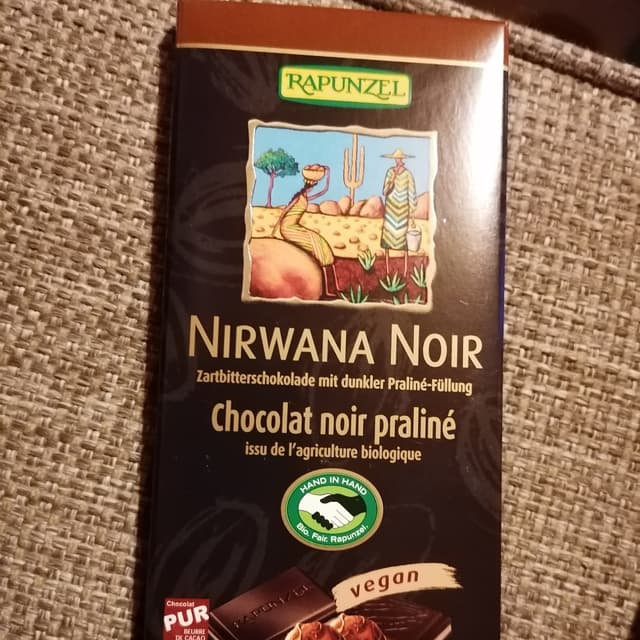 RAPUNZEL
NIRWANA NOIR
Zartbitterschokolade mit dunkler Praliné-Füllung
Chocolat noir praliné
issu de l'agriculture biologique
HAND IN HAND
Bio. Fair. Rapunzel.
vegan
RAPUNZEL
Chocolat
PUR
BEURRE
DE CACAO